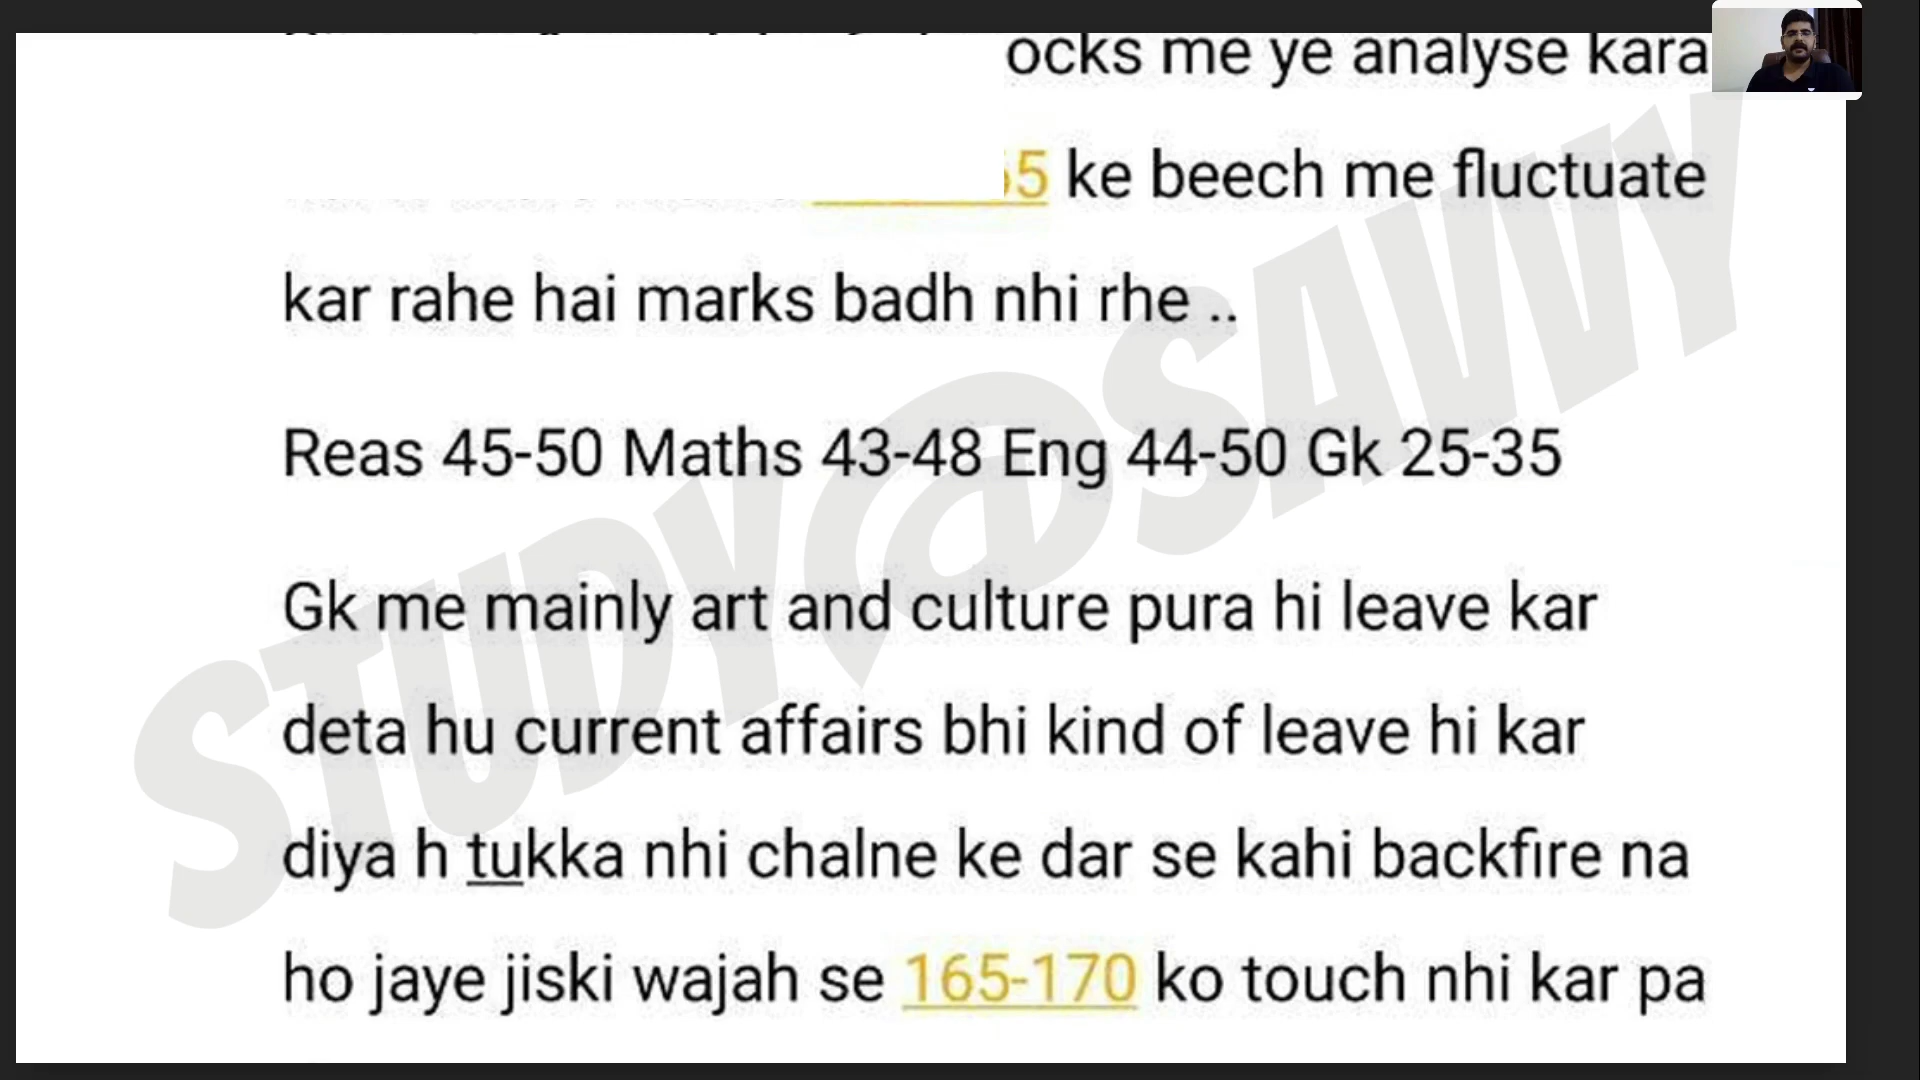 ocks me ye analyse kara
5 ke beech me fluctuate
kar rahe hai marks badh nhi rhe ..
Reas 45-50 Maths 43-48 Eng 44-50 Gk 25-35
Gk me mainly art and culture pura hi leave kar
deta hu current affairs bhi kind of leave hi kar
diya h tukka nhi chalne ke dar se kahi backfire na
ho jaye jiski wajah se 165-170 ko touch nhi kar pa
STUDY@SAVVY